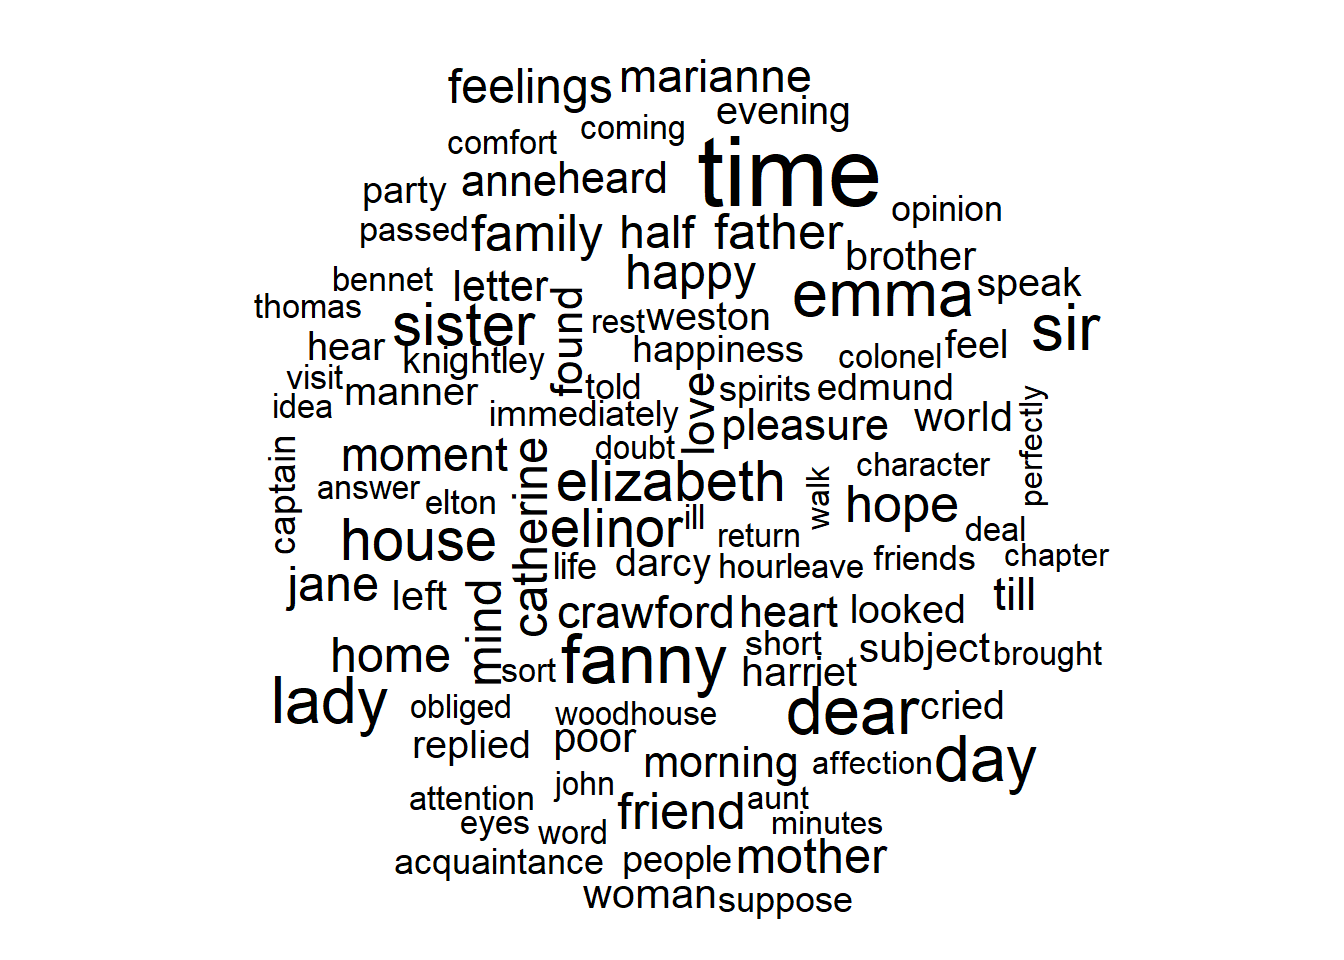 feelings marianne
evening
coming
comfort
time
anne heard
party
opinion
passed family half father
brother
happy
bennet letter
emma speak
thomas
sister
found
rest weston
sir
hear
knightley
happiness
colonel feel
visit
manner
told
love
spirits edmund
idea
immediately
pleasure world
perfectly
captain
moment
doubt
character
answer
elton
catherine
elizabeth
walk
hope
house
elinor ill
return
deal
life darcy hour leave friends chapter
jane left
mind
crawford heart looked till
home
sort
fanny
short
harriet
subject brought
lady
obliged
woodhouse
dear cried
replied poor
morning affection day
attention
john
friend aunt
eyes word
minutes
acquaintance people mother
woman suppose